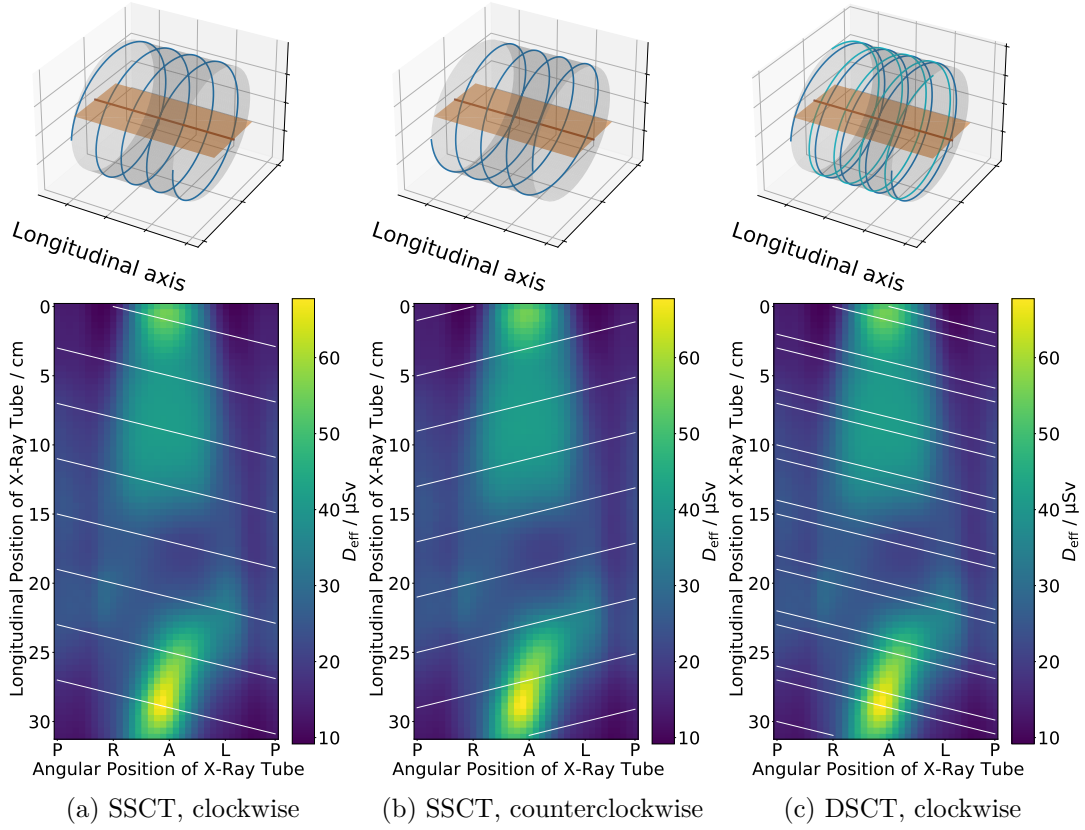 Longitudinal axis
Longitudinal axis
Longitudinal axis
0
5
10
15
20
25
30
Longitudinal Position of X-Ray Tube / cm
P R A L P
Angular Position of X-Ray Tube
60
50
40
30
20
10
D_eff / µSv
(a) SSCT, clockwise
0
5
10
15
20
25
30
Longitudinal Position of X-Ray Tube / cm
P R A L P
Angular Position of X-Ray Tube
60
50
40
30
20
10
D_eff / µSv
(b) SSCT, counterclockwise
0
5
10
15
20
25
30
Longitudinal Position of X-Ray Tube / cm
P R A L P
Angular Position of X-Ray Tube
60
50
40
30
20
10
D_eff / µSv
(c) DSCT, clockwise